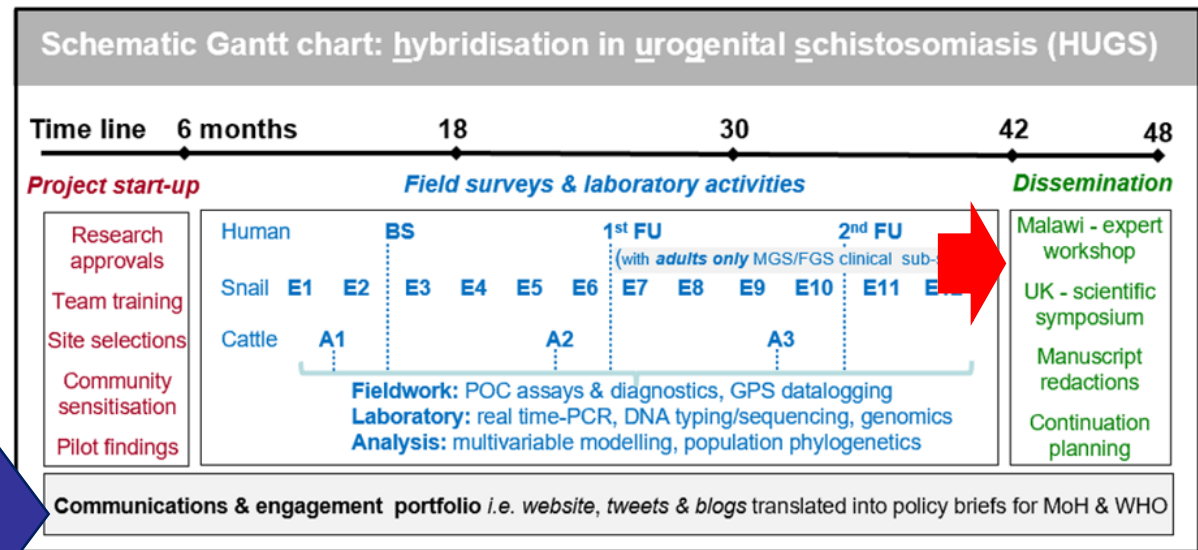 Schematic Gantt chart: hybridisation in urogenital schistosomiasis (HUGS)
Time line 6 months 18 30 42 48
Project start-up Field surveys & laboratory activities Dissemination
Research
approvals
Team training
Site selections
Community
sensitisation
Pilot findings
Human BS 1st FU 2nd FU
(with adults only MGS/FGS clinical
Snail E1 E2 E3 E4 E5 E6 E7 E8 E9 E10 E11
Cattle A1 A2 A3
Fieldwork: POC assays & diagnostics, GPS datalogging
Laboratory: real time-PCR, DNA typing/sequencing, genomics
Analysis: multivariable modelling, population phylogenetics
Malawi - expert
workshop
UK - scientific
symposium
Manuscript
redactions
Continuation
planning
Communications & engagement portfolio i.e. website, tweets & blogs translated into policy briefs for MoH & WHO